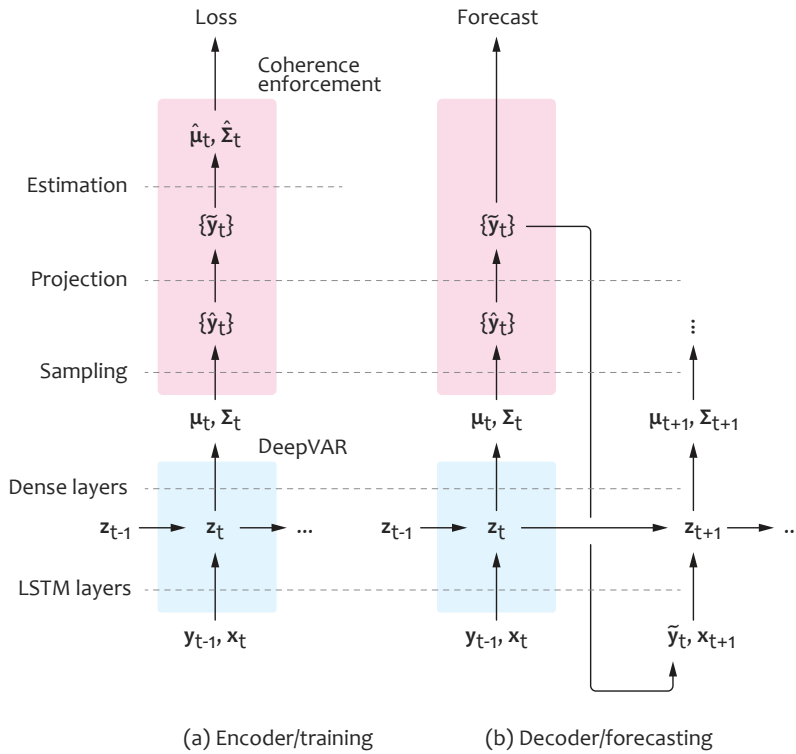 Loss
Forecast
Coherence
enforcement
μ̂t, Σ̂t
Estimation
{ỹt}
{ỹt}
Projection
{ŷt}
{ŷt}
⋮
Sampling
μt, Σt
μt, Σt
μt+1, Σt+1
DeepVAR
Dense layers
zt-1
zt
...
zt-1
zt
zt+1
..
LSTM layers
yt-1, xt
yt-1, xt
ỹt, xt+1
(a) Encoder/training
(b) Decoder/forecasting